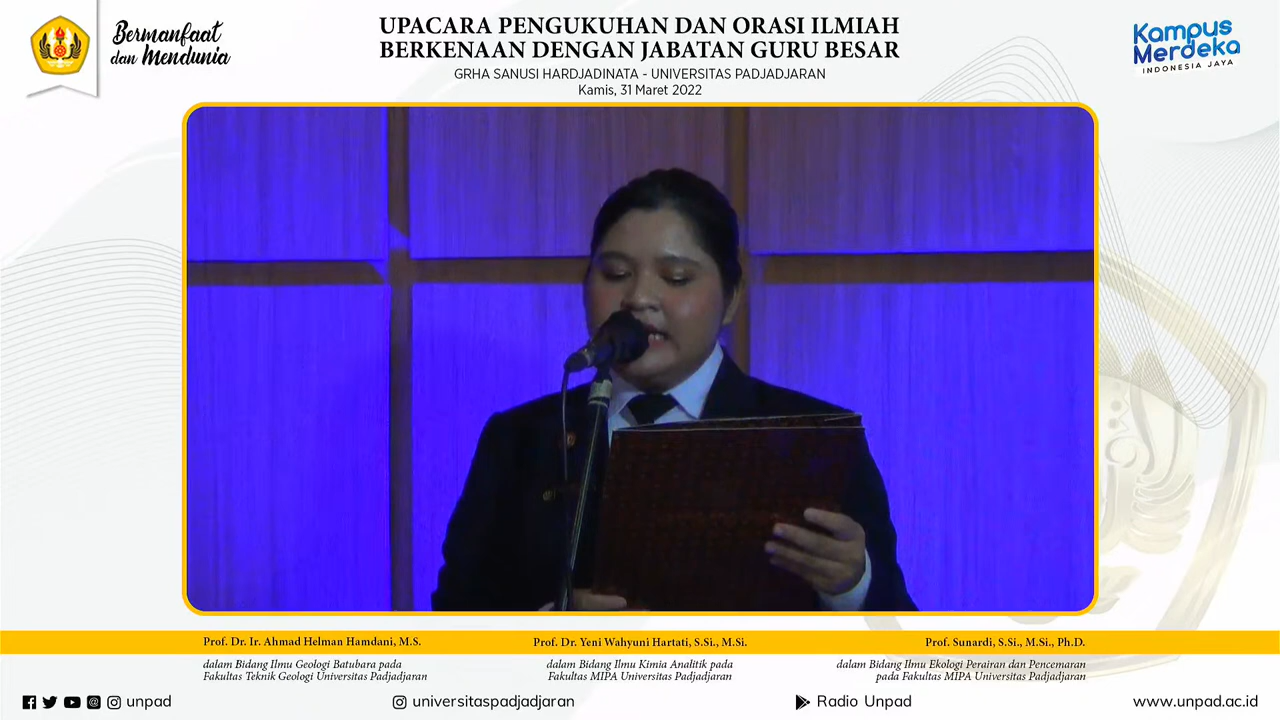 Bermanfaat
dan Mendunia
UPACARA PENGUKUHAN DAN ORASI ILMIAH
BERKENAAN DENGAN JABATAN GURU BESAR
GRHA SANUSI HARDJADINATA - UNIVERSITAS PADJADJARAN
Kamis, 31 Maret 2022
Kampus
Merdeka
INDONESIA JAYA
Prof. Dr. Ir. Ahmad Helman Hamdani, M.S.
dalam Bidang Ilmu Geologi Batubara pada
Fakultas Teknik Geologi Universitas Padjadjaran
Prof. Dr. Yeni Wahyuni Hartati, S.Si., M.Si.
dalam Bidang Ilmu Kimia Analitik pada
Fakultas MIPA Universitas Padjadjaran
Prof. Sunardi, S.Si., M.Si., Ph.D.
dalam Bidang Ilmu Ekologi Perairan dan Pencemaran
pada Fakultas MIPA Universitas Padjadjaran
unpad
universitaspadjadjaran
Radio Unpad
www.unpad.ac.id